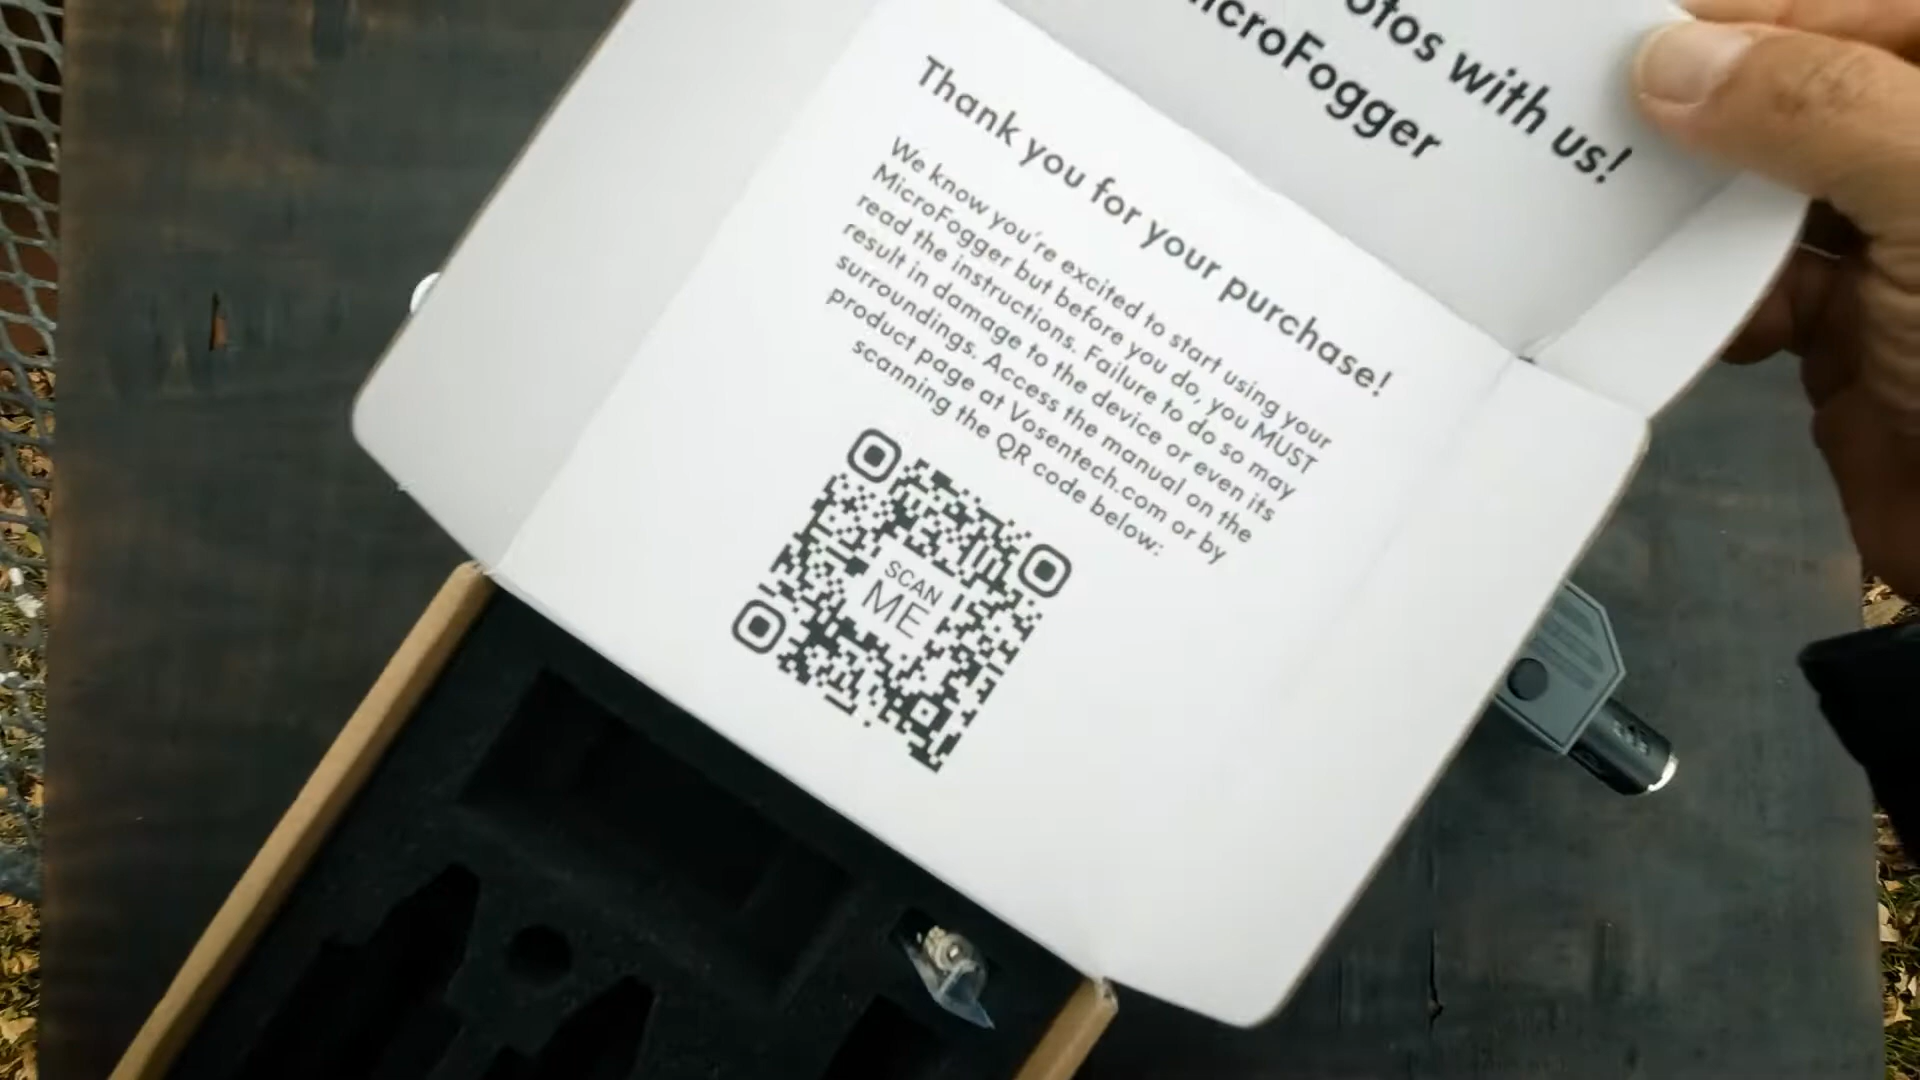 with us!
Thank you for your purchase!
We know you're excited to start using your
MicroFogger but before you do, you MUST
read the instructions. Failure to do so may
result in damage to the device or even its
surroundings. Access the manual on the
product page at Vosentech.com or by
scanning the QR code below:
SCAN
ME